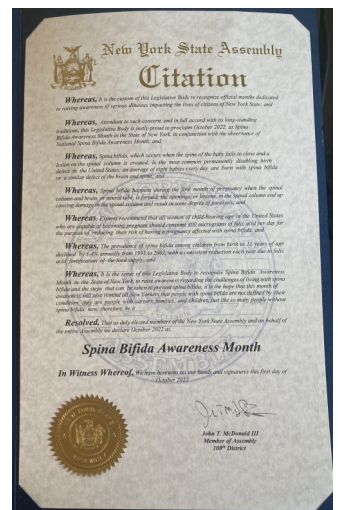 New York State Assembly
Citation
Whereas, It is the custom of this Legislative Body to recognize official months dedicated
to raising awareness of serious illnesses impacting the lives of citizens of New York State; and
Whereas, Attendant to such concern, and in full accord with its long-standing
traditions, this Legislative Body is justly proud to proclaim October 2022, as Spina
Bifida Awareness Month in the State of New York, in conjunction with the observance of
National Spina Bifida Awareness Month; and,
Whereas, Spina bifida, which occurs when the spine of the baby fails to close and a
lesion on the spinal column is created, is the most common permanently disabling birth
defect in the United States; an average of eight babies every day are born with spina bifida
or a similar defect of the brain and spine; and
Whereas, Spina bifida happens during the first month of pregnancy when the spinal
column and brain, or neural tube, is formed; the openings, or lesions, in the spinal column end up
causing damage to the spinal column and result in some degree of paralysis; and
Whereas, Experts recommend that all women of child-bearing age in the United States
who are capable of becoming pregnant should consume 400 micrograms of folic acid per day for
the purpose of reducing their risk of having a pregnancy affected with spina bifida; and
Whereas, The prevalence of spina bifida among children from birth to 11 years of age
declined by 1.4% annually from 1993 to 2002, with a consistent reduction each year due to folic
acid fortification of the food supply; and
Whereas, It is the sense of this Legislative Body to recognize Spina Bifida Awareness
Month in the State of New York, to raise awareness regarding the challenges of living with spina
bifida and the steps that can be taken to prevent spina bifida; it is the hope that this month of
awareness will also remind all New Yorkers that people with spina bifida are not defined by their
condition; they are people with careers, families, and children, just like so many people without
spina bifida; now, therefore, be it
Resolved, That as duly elected members of the New York State Assembly and on behalf of
the entire assembly we declare October 2022 as
Spina Bifida Awareness Month
In Witness Whereof, We have hereunto set our hands and signatures this first day of
October 2022
John T. McDonald III
Member of Assembly
108th District